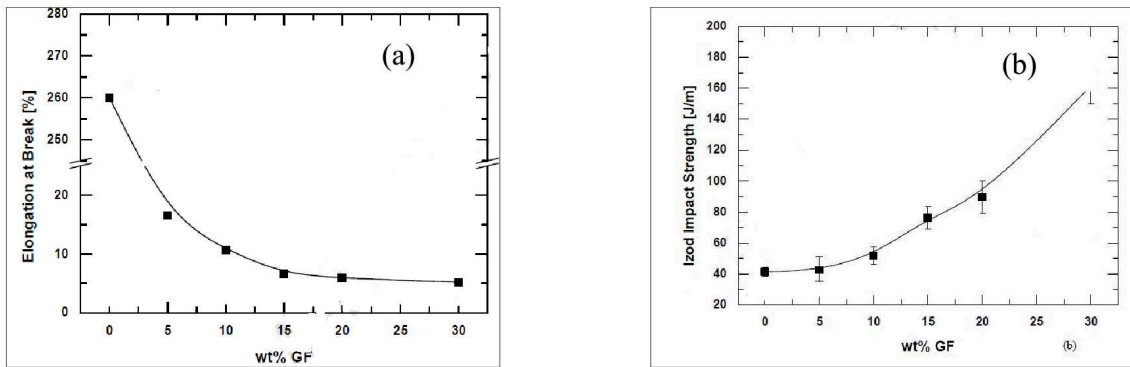 280
270
260
250
20
10
0
Elongation at Break [%]
(a)
0 5 10 15 20 30
wt% GF
200
180
160
140
120
100
80
60
40
20
Izod Impact Strength [J/m]
(b)
0 5 10 15 20 30
wt% GF
(b)